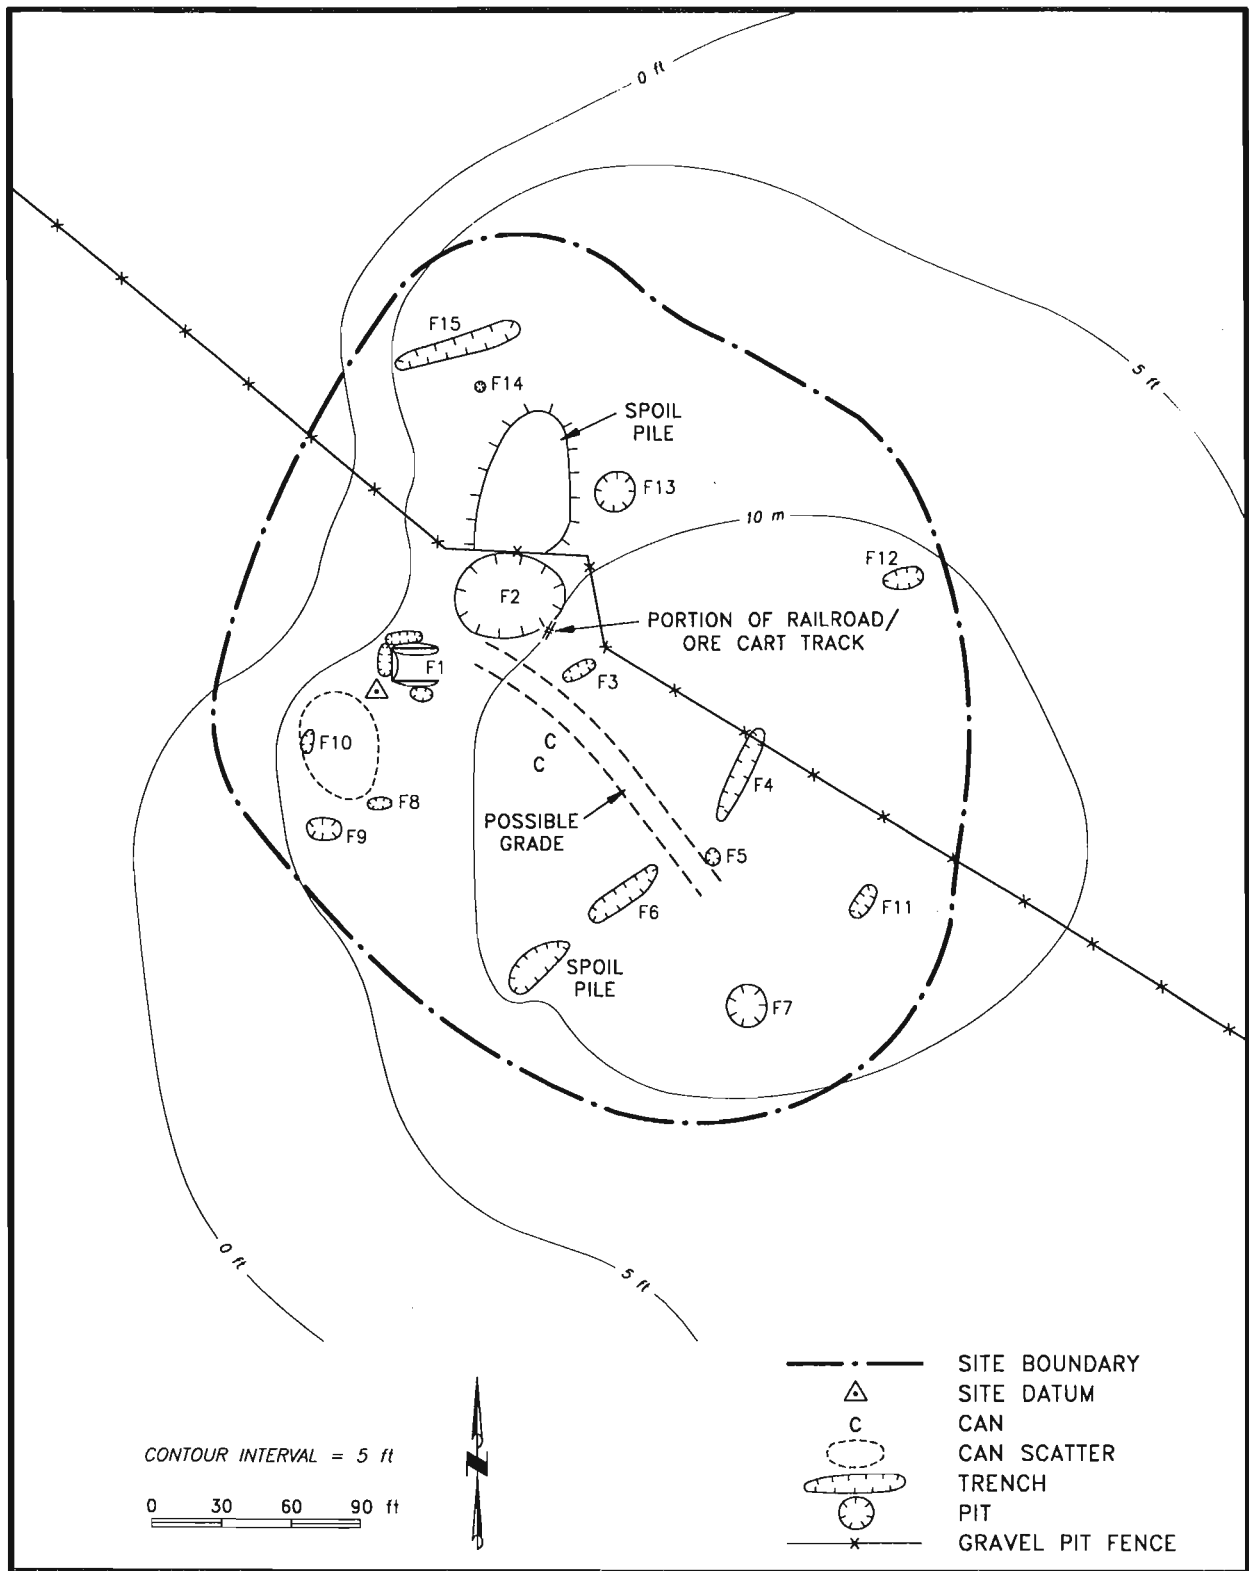 0 ft
F15
5 ft
F14
SPOIL
PILE
F13
10 m
F12
F2
PORTION OF RAILROAD/
ORE CART TRACK
F1
F3
C
F10
C
F4
F8
POSSIBLE
GRADE
F9
F5
F6
F11
SPOIL
PILE
F7
0 ft
5 ft
SITE BOUNDARY
SITE DATUM
C CAN
CONTOUR INTERVAL = 5 ft
CAN SCATTER
TRENCH
0 30 60 90 ft
PIT
GRAVEL PIT FENCE
N